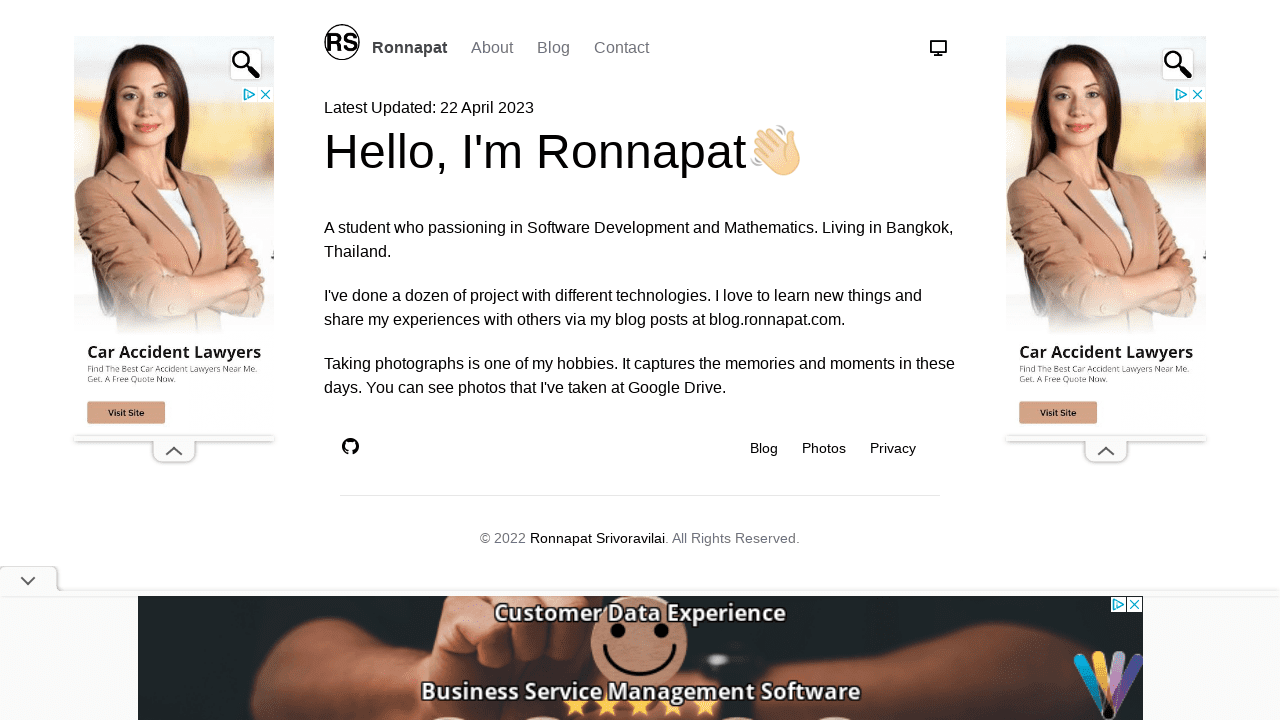 RS
Ronnapat About Blog Contact
Latest Updated: 22 April 2023
Hello, I'm Ronnapat
A student who passioning in Software Development and Mathematics. Living in Bangkok,
Thailand.
I've done a dozen of project with different technologies. I love to learn new things and
share my experiences with others via my blog posts at blog.ronnapat.com.
Taking photographs is one of my hobbies. It captures the memories and moments in these
days. You can see photos that I've taken at Google Drive.
Blog Photos Privacy
© 2022 Ronnapat Srivoravilai. All Rights Reserved.
Car Accident Lawyers
Find The Best Car Accident Lawyers Near Me.
Get. A Free Quote Now.
Visit Site
Car Accident Lawyers
Find The Best Car Accident Lawyers Near Me.
Get. A Free Quote Now.
Visit Site
Customer Data Experience
Business Service Management Software